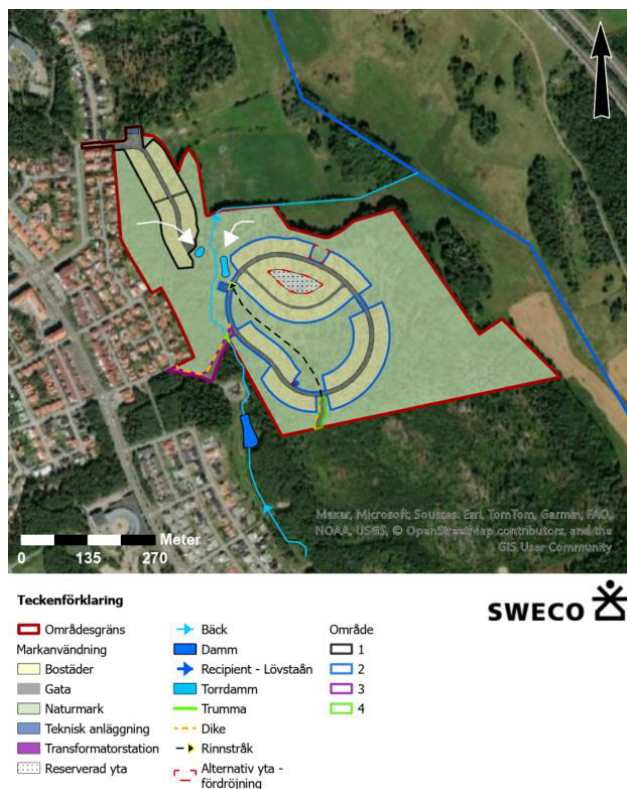 Maxar, Microsoft, Sources: Esri, TomTom, Garmin, FAO,
NOAA, USGS, © OpenStreetMap contributors, and the
GIS User Community
Meter
0 135 270
Teckenförklaring
SWECO
Områdesgräns
Markanvändning
Bostäder
Gata
Naturmark
Teknisk anläggning
Transformatorstation
Reserverad yta
Bäck
Damm
Recipient - Lövstaån
Torrdamm
Trumma
Dike
Rinnstråk
Alternativ yta -
fördröjning
Område
1
2
3
4